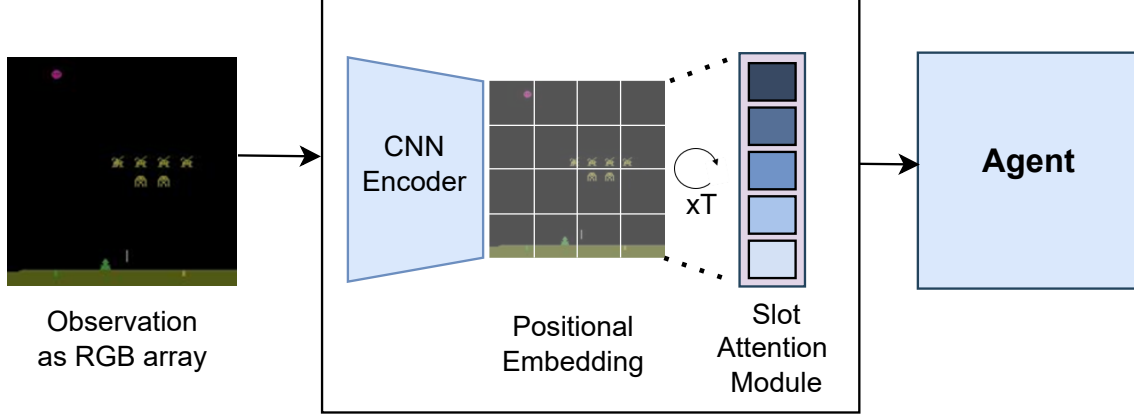 Observation
as RGB array
CNN
Encoder
Positional
Embedding
xT
Slot
Attention
Module
Agent